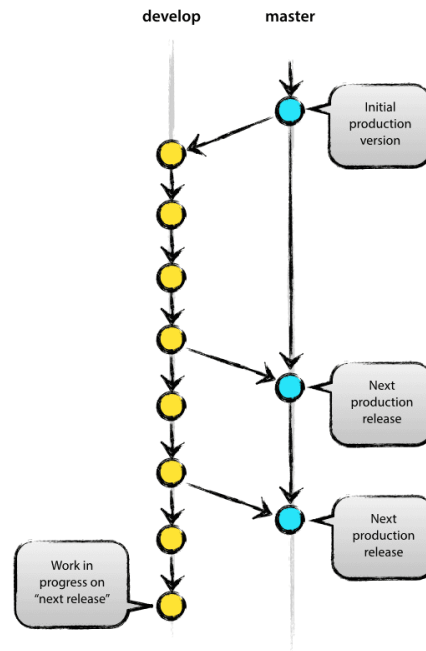 develop
master
Initial
production
version
Next
production
release
Next
production
release
Work in
progress on
“next release”